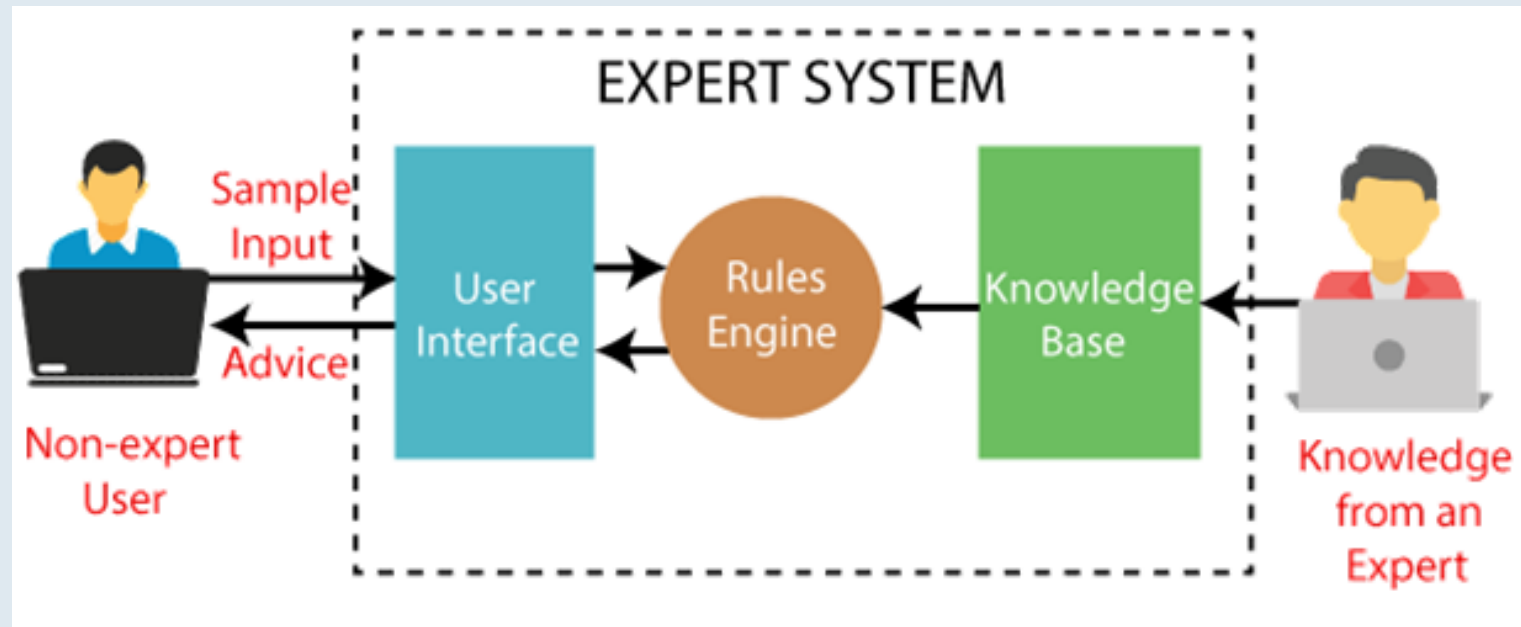 EXPERT SYSTEM
Sample
Input
Advice
Non-expert
User
User
Interface
Rules
Engine
Knowledge
Base
Knowledge
from an
Expert